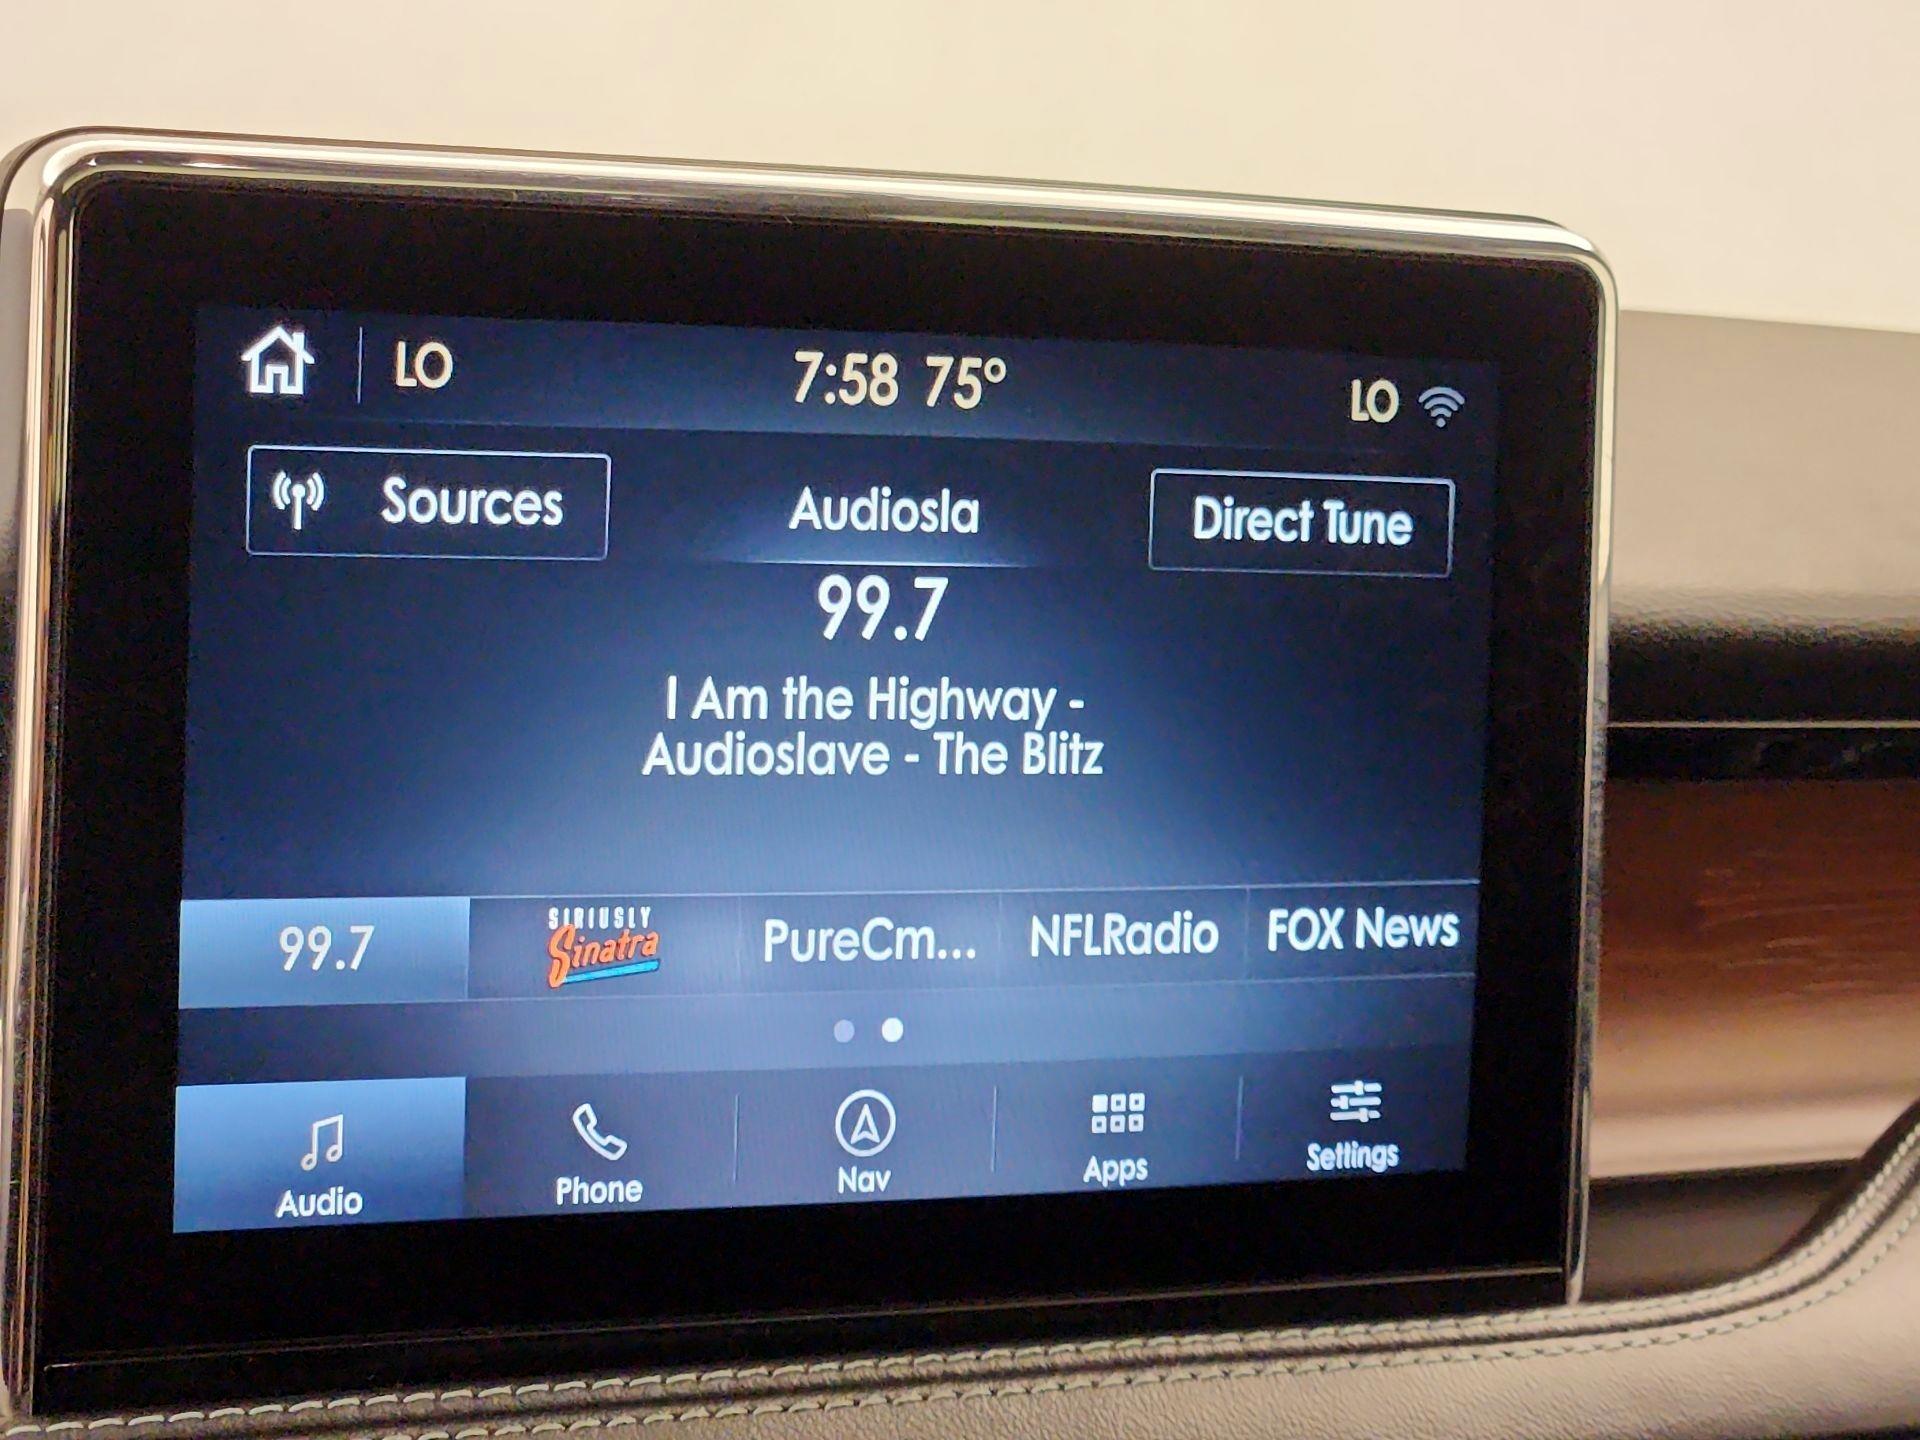 LO 7:58 75° LO
Sources Audiosla Direct Tune
99.7
I Am the Highway -
Audioslave - The Blitz
99.7 SIRIUSLY Sinatra PureCm... NFLRadio FOX News
Audio Phone Nav Apps Settings